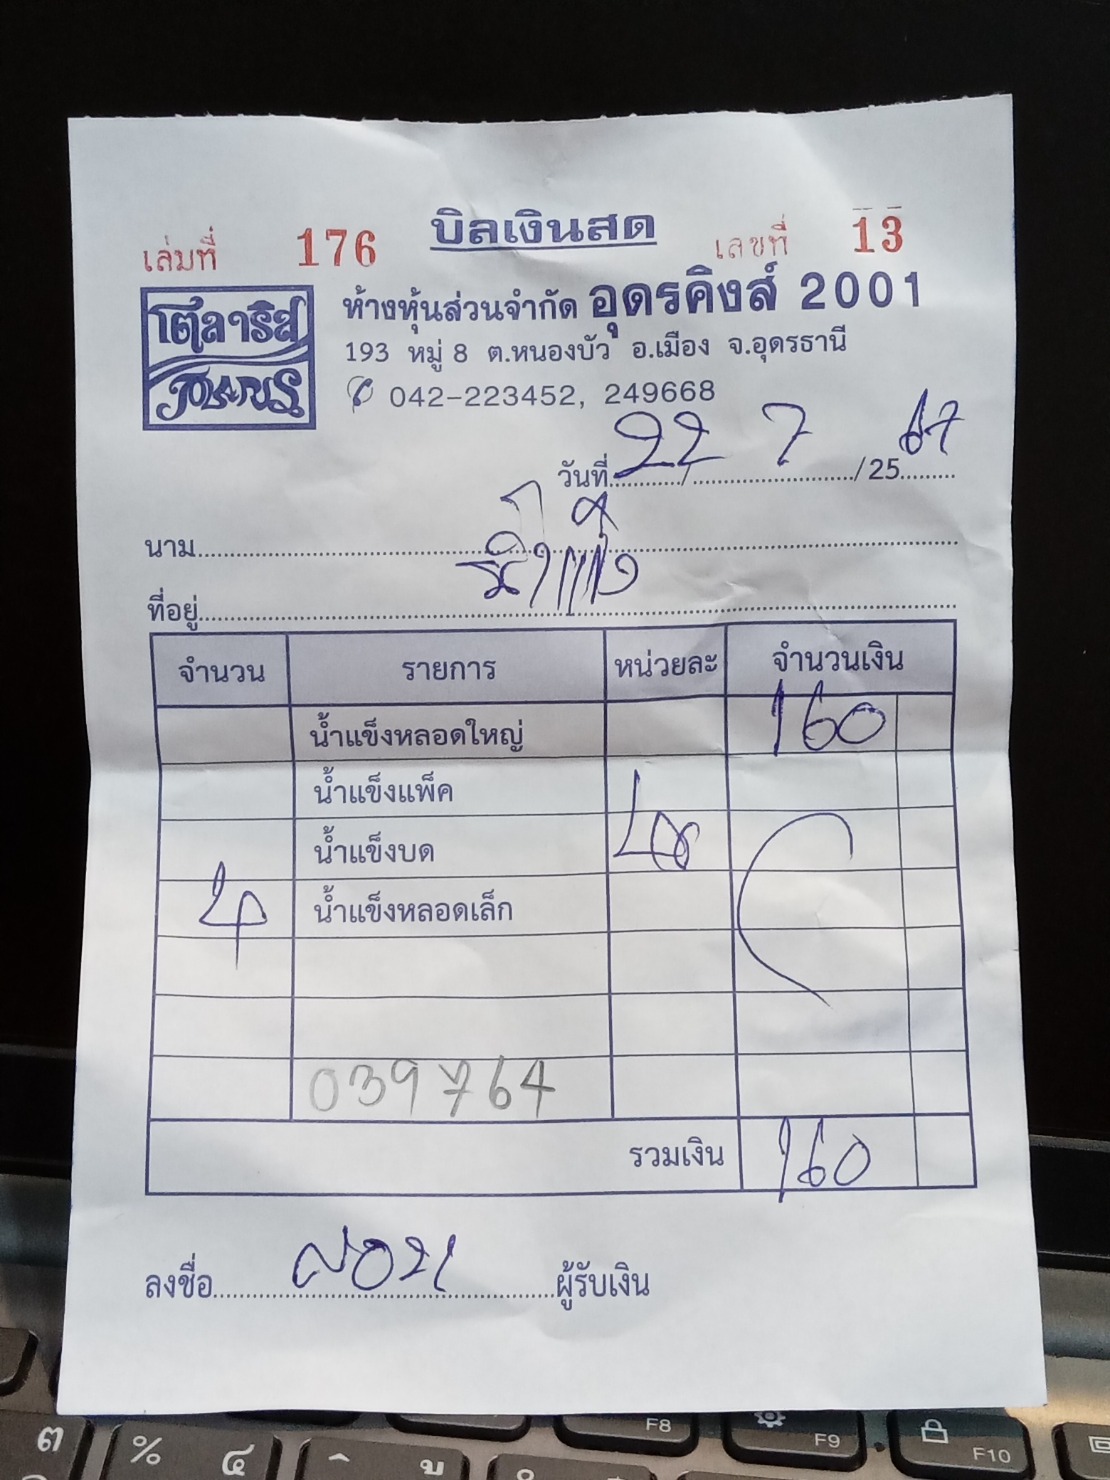 บิลเงินสด
เล่มที่ 176 เลขที่ 13
โตลาริส
ห้างหุ้นส่วนจำกัด อุดรคิงส์ 2001
193 หมู่ 8 ต.หนองบัว อ.เมือง จ.อุดรธานี
042-223452, 249668
วันที่ 22 / 7 / 25 67
นาม
ที่อยู่
จำนวน รายการ หน่วยละ จำนวนเงิน
น้ำแข็งหลอดใหญ่ 160
น้ำแข็งแพ็ค
น้ำแข็งบด
น้ำแข็งหลอดเล็ก
039764
รวมเงิน 160
ลงชื่อ ผู้รับเงิน
F8
F9
F10
ต
% ๔
บ